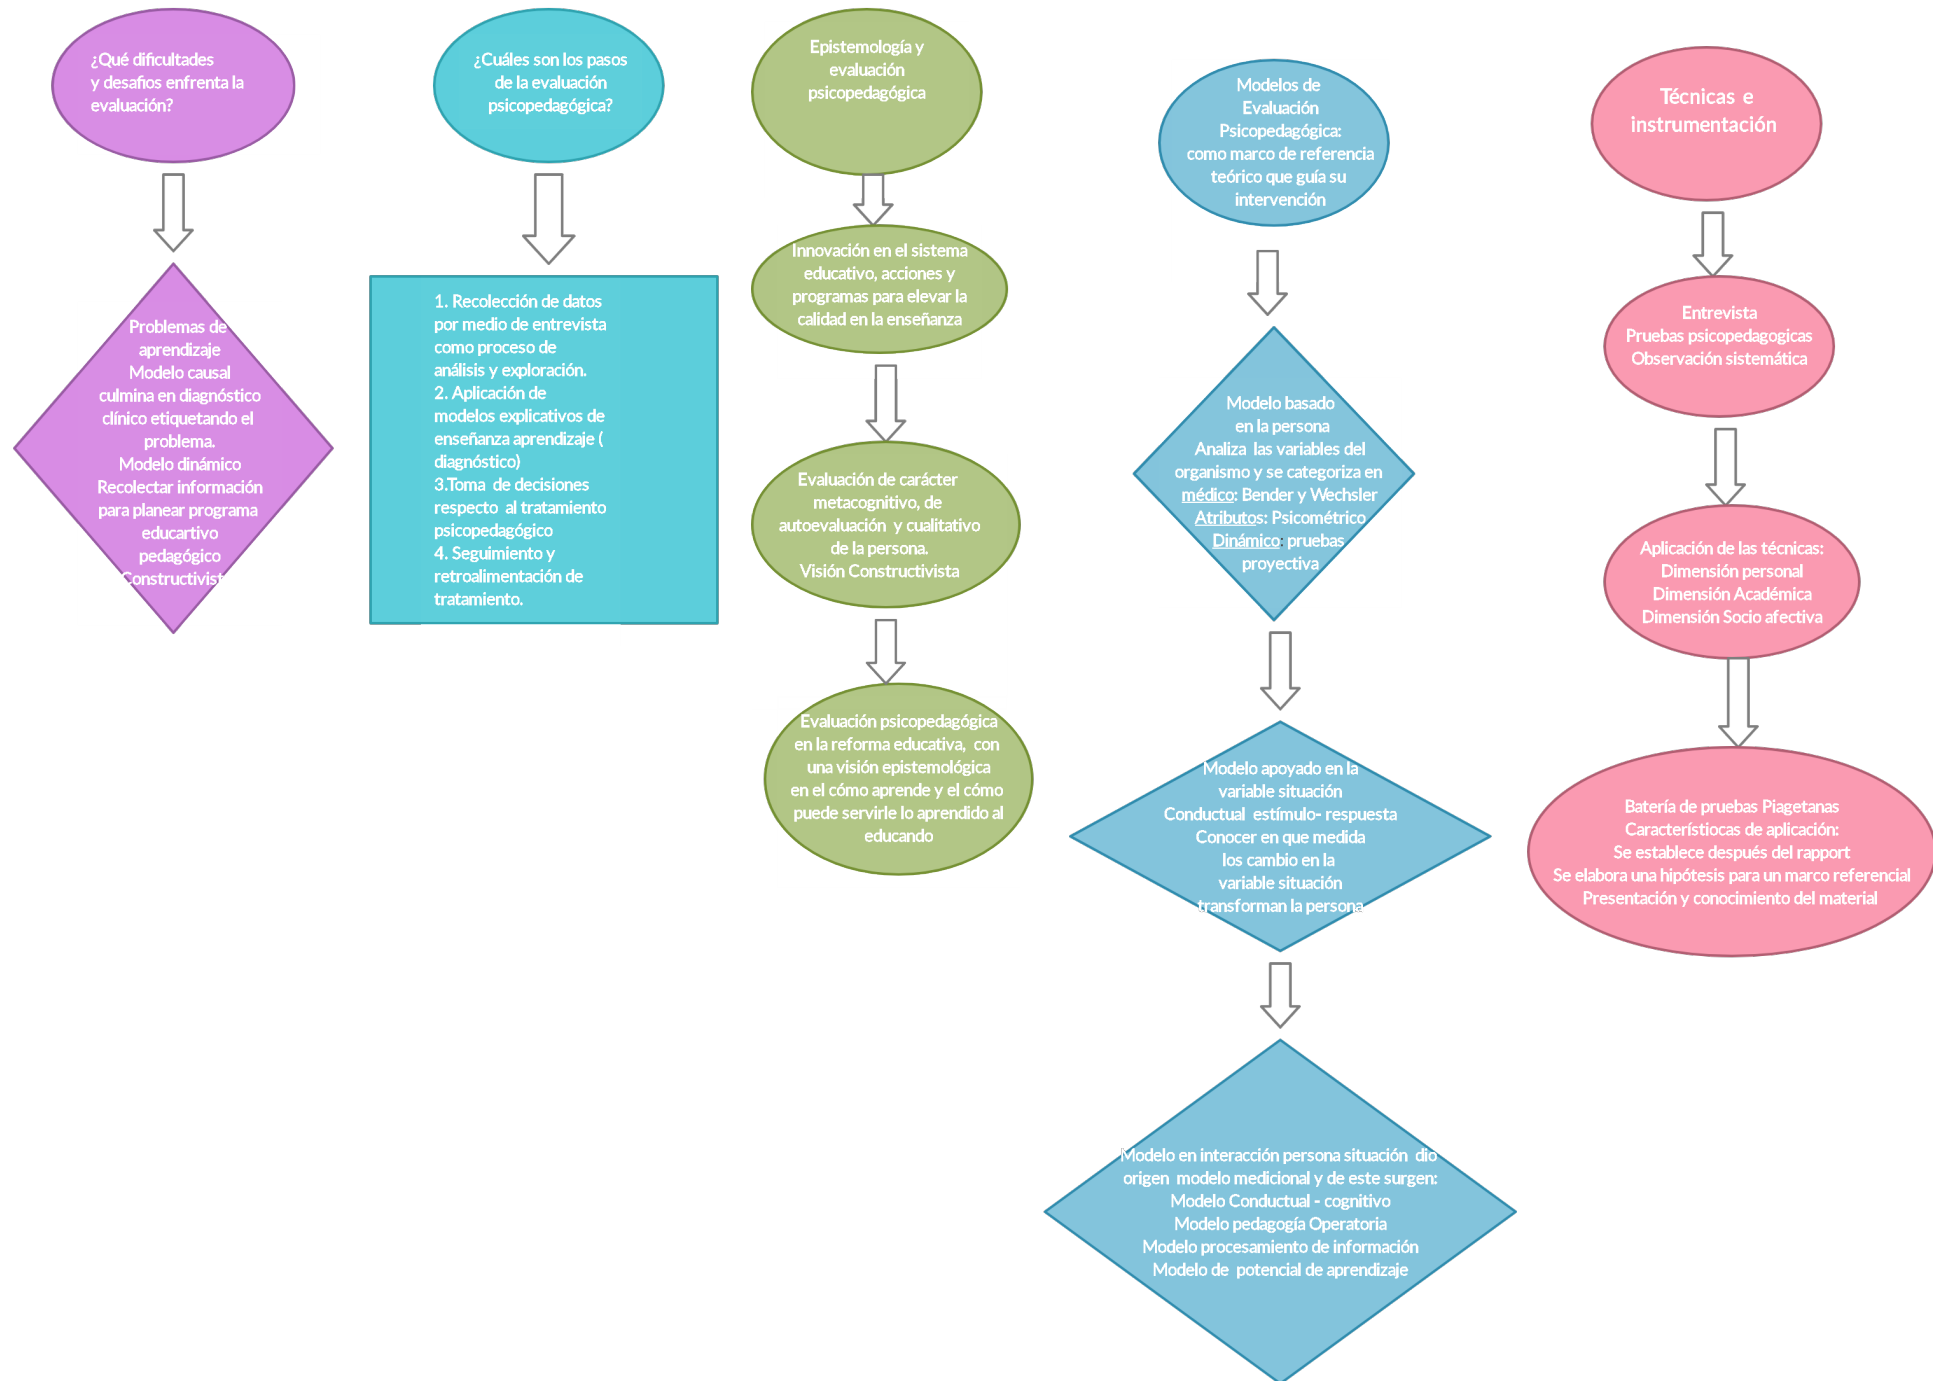 ¿Qué dificultades
y desafios enfrenta la
evaluación?
Problemas de
aprendizaje
Modelo causal
culmina en diagnóstico
clínico etiquetando el
problema.
Modelo dinámico
Recolectar información
para planear programa
educartivo
pedagógico
Constructivist
¿Cuáles son los pasos
de la evaluación
psicopedagógica?
1. Recolección de datos
por medio de entrevista
como proceso de
análisis y exploración.
2. Aplicación de
modelos explicativos de
enseñanza aprendizaje (
diagnóstico)
3.Toma de decisiones
respecto al tratamiento
psicopedagógico
4. Seguimiento y
retroalimentación de
tratamiento.
Epistemología y
evaluación
psicopedagógica
Innovación en el sistema
educativo, acciones y
programas para elevar la
calidad en la enseñanza
Evaluación de carácter
metacognitivo, de
autoevaluación y cualitativo
de la persona.
Visión Constructivista
Evaluación psicopedagógica
en la reforma educativa, con
una visión epistemológica
en el cómo aprende y el cómo
puede servirle lo aprendido al
educando
Modelos de
Evaluación
Psicopedagógica:
como marco de referencia
teórico que guía su
intervención
Modelo basado
en la persona
Analiza las variables del
organismo y se categoriza en
médico: Bender y Wechsler
Atributos: Psicométrico
Dinámico: pruebas
proyectiva
Modelo apoyado en la
variable situación
Conductual estímulo- respuesta
Conocer en que medida
los cambio en la
variable situación
transforman la persona
Modelo en interacción persona situación dio
origen modelo medicional y de este surgen:
Modelo Conductual - cognitivo
Modelo pedagogía Operatoria
Modelo procesamiento de información
Modelo de potencial de aprendizaje
Técnicas e
instrumentación
Entrevista
Pruebas psicopedagogicas
Observación sistemática
Aplicación de las técnicas:
Dimensión personal
Dimensión Académica
Dimensión Socio afectiva
Batería de pruebas Piagetanas
Característiocas de aplicación:
Se establece después del rapport
Se elabora una hipótesis para un marco referencial
Presentación y conocimiento del material